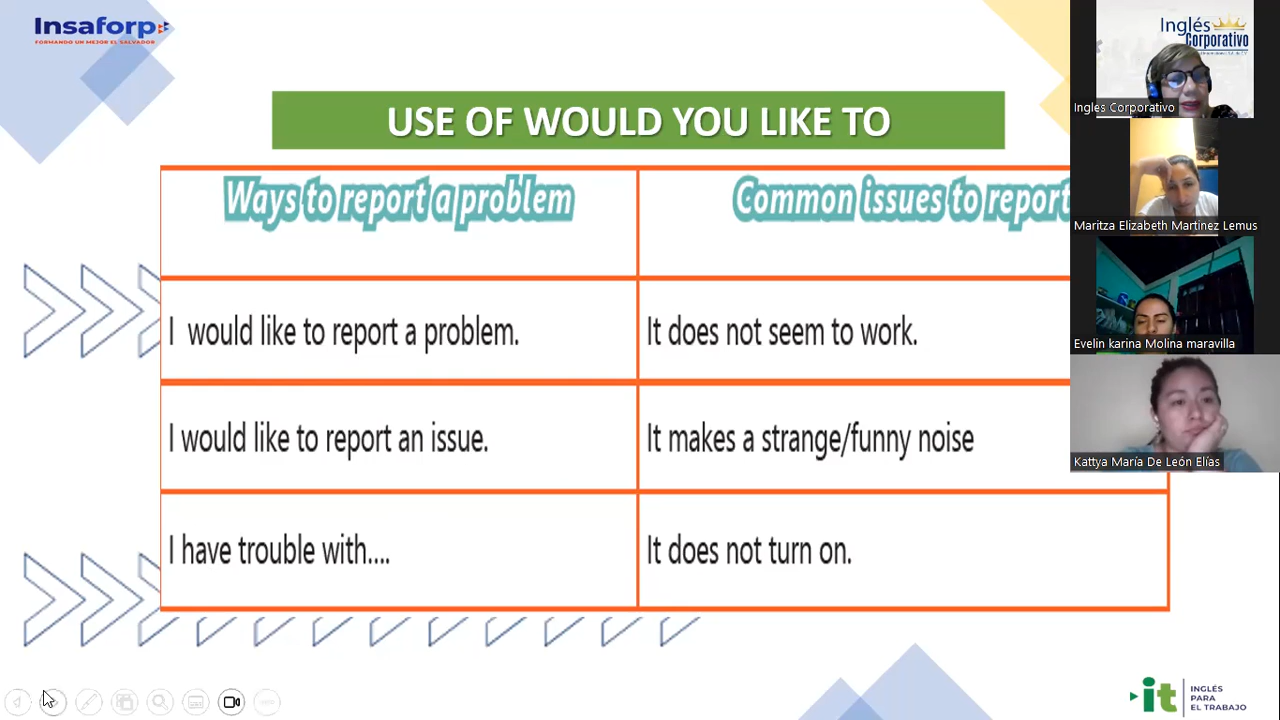 Insaforp
FORMANDO UN MEJOR EL SALVADOR
USE OF WOULD YOU LIKE TO
Ways to report a problem
Common issues to report
I would like to report a problem.
It does not seem to work.
I would like to report an issue.
It makes a strange/funny noise
I have trouble with....
It does not turn on.
Inglés
Corporativo
Ingles Corporativo
Maritza Elizabeth Martinez Lemus
Evelin karina Molina maravilla
Kattya María De León Elías
it
INGLÉS
PARA
EL TRABAJO